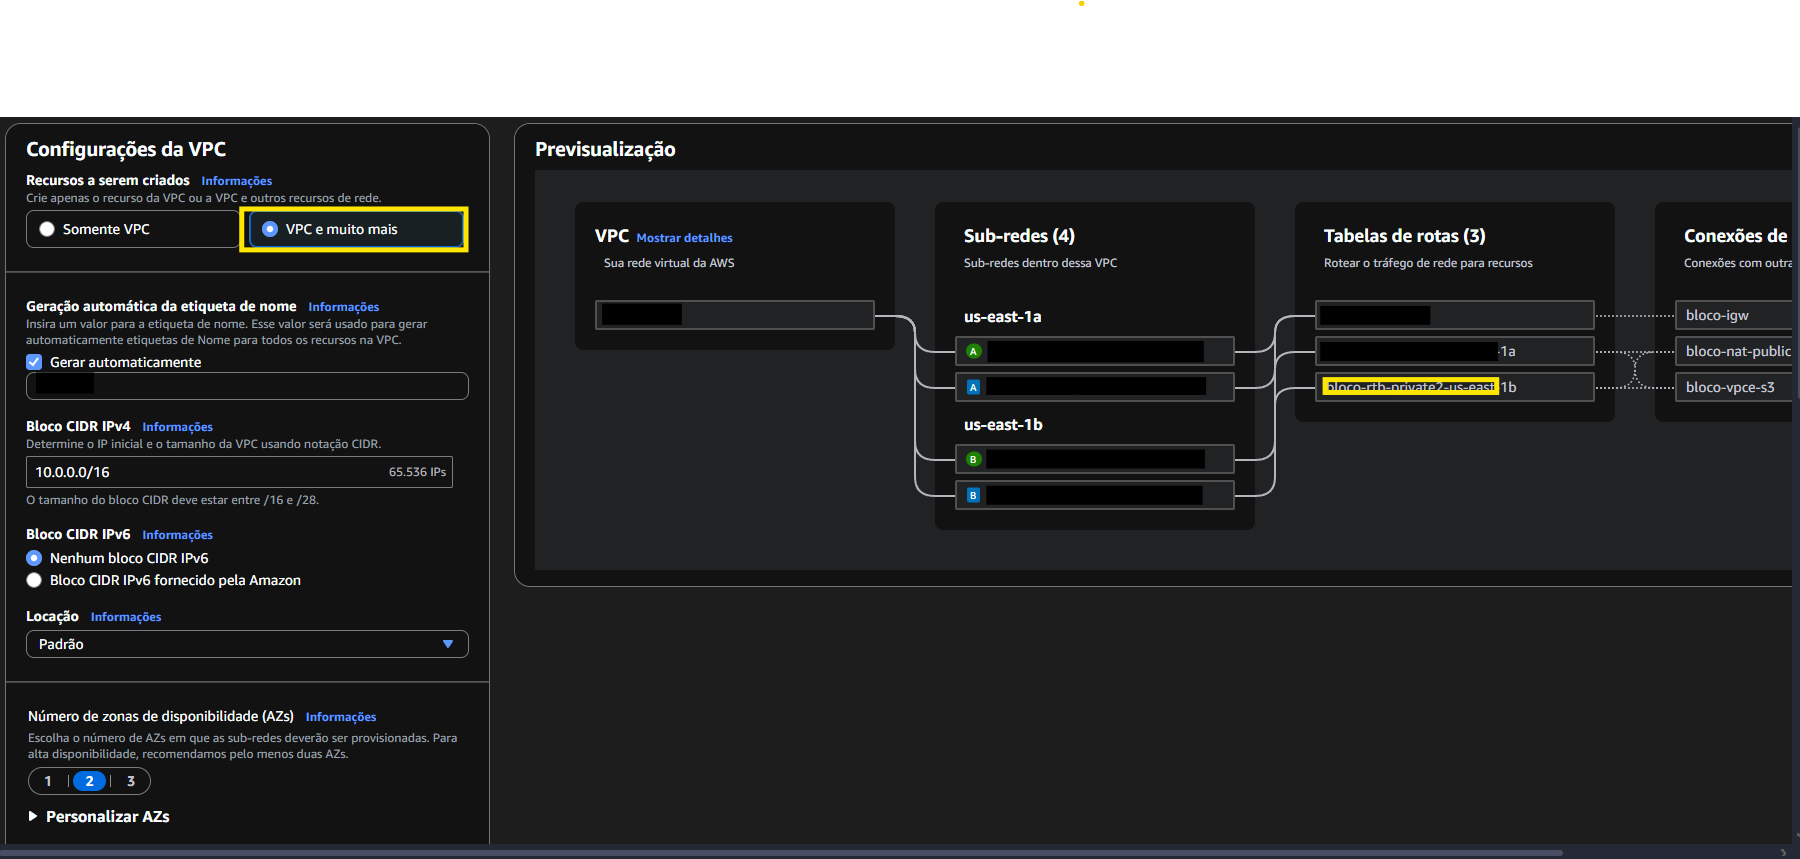 Configurações da VPC
Recursos a serem criados Informações
Crie apenas o recurso da VPC ou a VPC e outros recursos de rede.
Somente VPC
VPC e muito mais
Geração automática da etiqueta de nome Informações
Insira um valor para a etiqueta de nome. Esse valor será usado para gerar
automaticamente etiquetas de Nome para todos os recursos na VPC.
Gerar automaticamente
Bloco CIDR IPv4 Informações
Determine o IP inicial e o tamanho da VPC usando notação CIDR.
10.0.0.0/16 65.536 IPs
O tamanho do bloco CIDR deve estar entre /16 e /28.
Bloco CIDR IPv6 Informações
Nenhum bloco CIDR IPv6
Bloco CIDR IPv6 fornecido pela Amazon
Locação Informações
Padrão
Número de zonas de disponibilidade (AZs) Informações
Escolha o número de AZs em que as sub-redes deverão ser provisionadas. Para
alta disponibilidade, recomendamos pelo menos duas AZs.
1 2 3
Personalizar AZs
Previsualização
VPC Mostrar detalhes
Sua rede virtual da AWS
Sub-redes (4)
Sub-redes dentro dessa VPC
us-east-1a
A
A
us-east-1b
B
B
Tabelas de rotas (3)
Rotear o tráfego de rede para recursos
-1a
bloco-rtb-private2-us-east-1b
Conexões de
Conexões com outra
bloco-igw
bloco-nat-public
bloco-vpce-s3